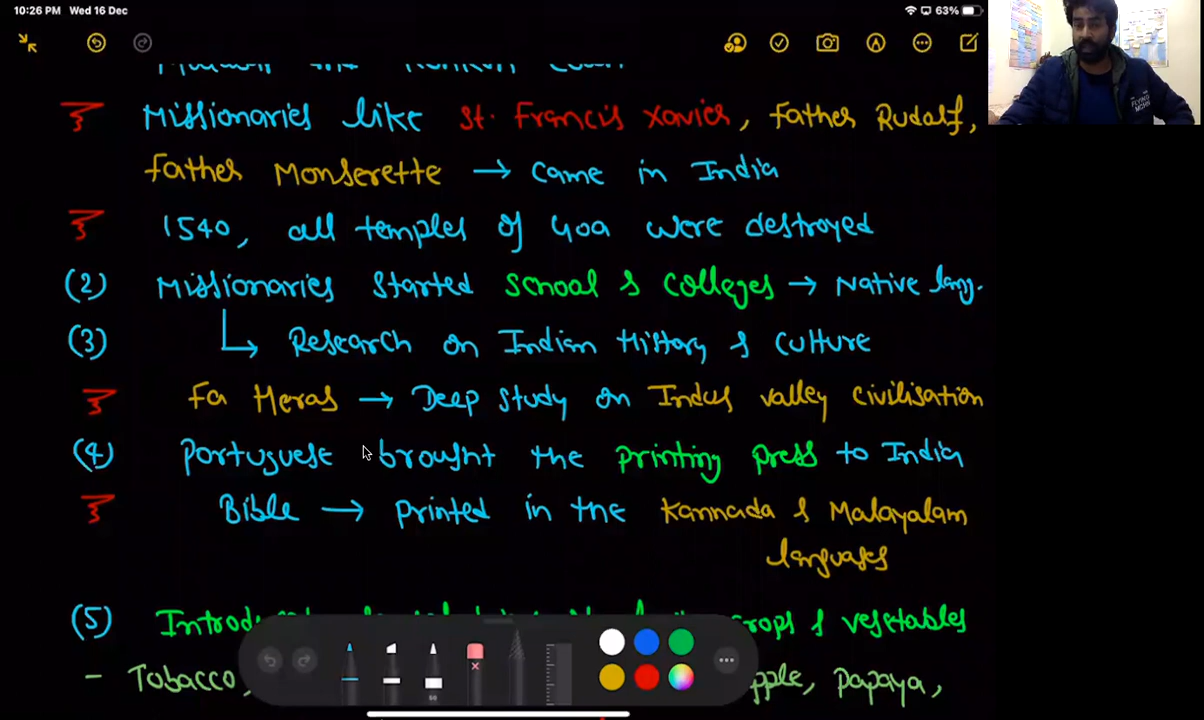 10:26 PM Wed 16 Dec
63%
and
Missionaries like St. Francis Xavier, Father Rudolf,
Father Monserette → came in India
1540, all temples of Goa were destroyed
(2) Missionaries started school & colleges → Native lang.
(3) Research on Indian History & culture
Fa Heras → Deep study on Indus valley civilisation
(4) Portuguese brought the printing press to India
Bible → Printed in the Kannada & Malayalam
languages
(5) crops & vegetables
- Tobacco, Papaya,
FLYING